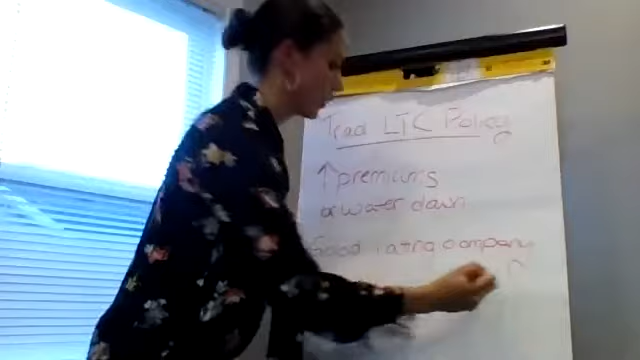 Trad LTC Policy
↑ premiums
or water down
Good rating company